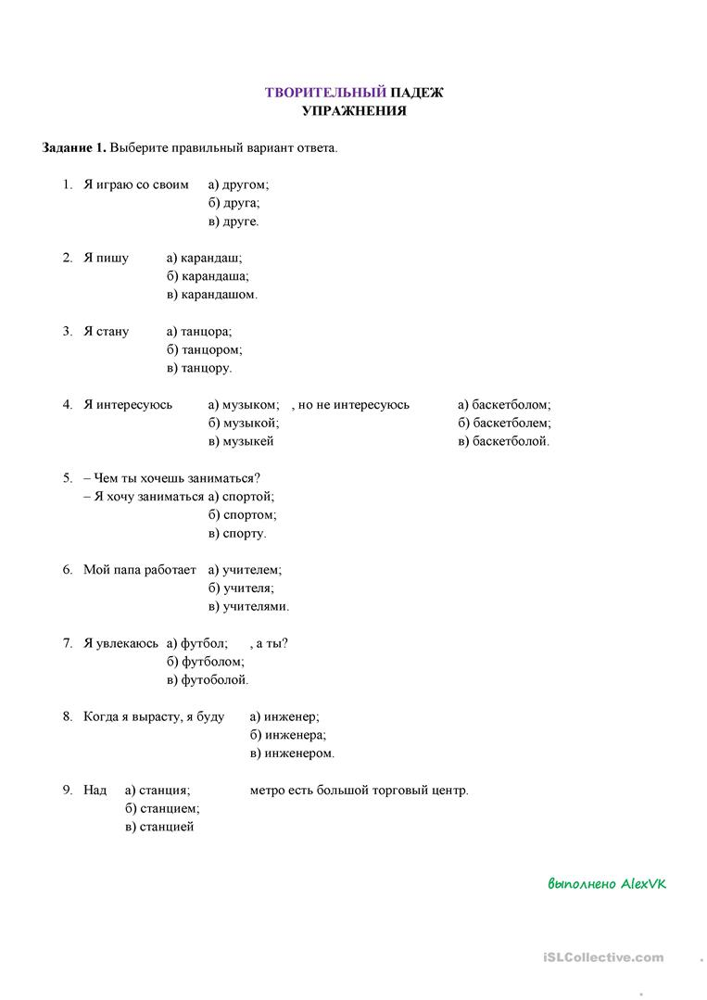 ТВОРИТЕЛЬНЫЙ ПАДЕЖ
УПРАЖНЕНИЯ
Задание 1. Выберите правильный вариант ответа.
1. Я играю со своим а) другом;
б) друга;
в) друге.
2. Я пишу а) карандаш;
б) карандаша;
в) карандашом.
3. Я стану а) танцора;
б) танцором;
в) танцору.
4. Я интересуюсь а) музыком; , но не интересуюсь а) баскетболом;
б) музыкой; б) баскетболем;
в) музыкей в) баскетболой.
5. – Чем ты хочешь заниматься?
– Я хочу заниматься а) спортой;
б) спортом;
в) спорту.
6. Мой папа работает а) учителем;
б) учителя;
в) учителями.
7. Я увлекаюсь а) футбол; , а ты?
б) футболом;
в) футоболой.
8. Когда я вырасту, я буду а) инженер;
б) инженера;
в) инженером.
9. Над а) станция; метро есть большой торговый центр.
б) станцием;
в) станцией
выполнено AlexVK
iSLCollective.com